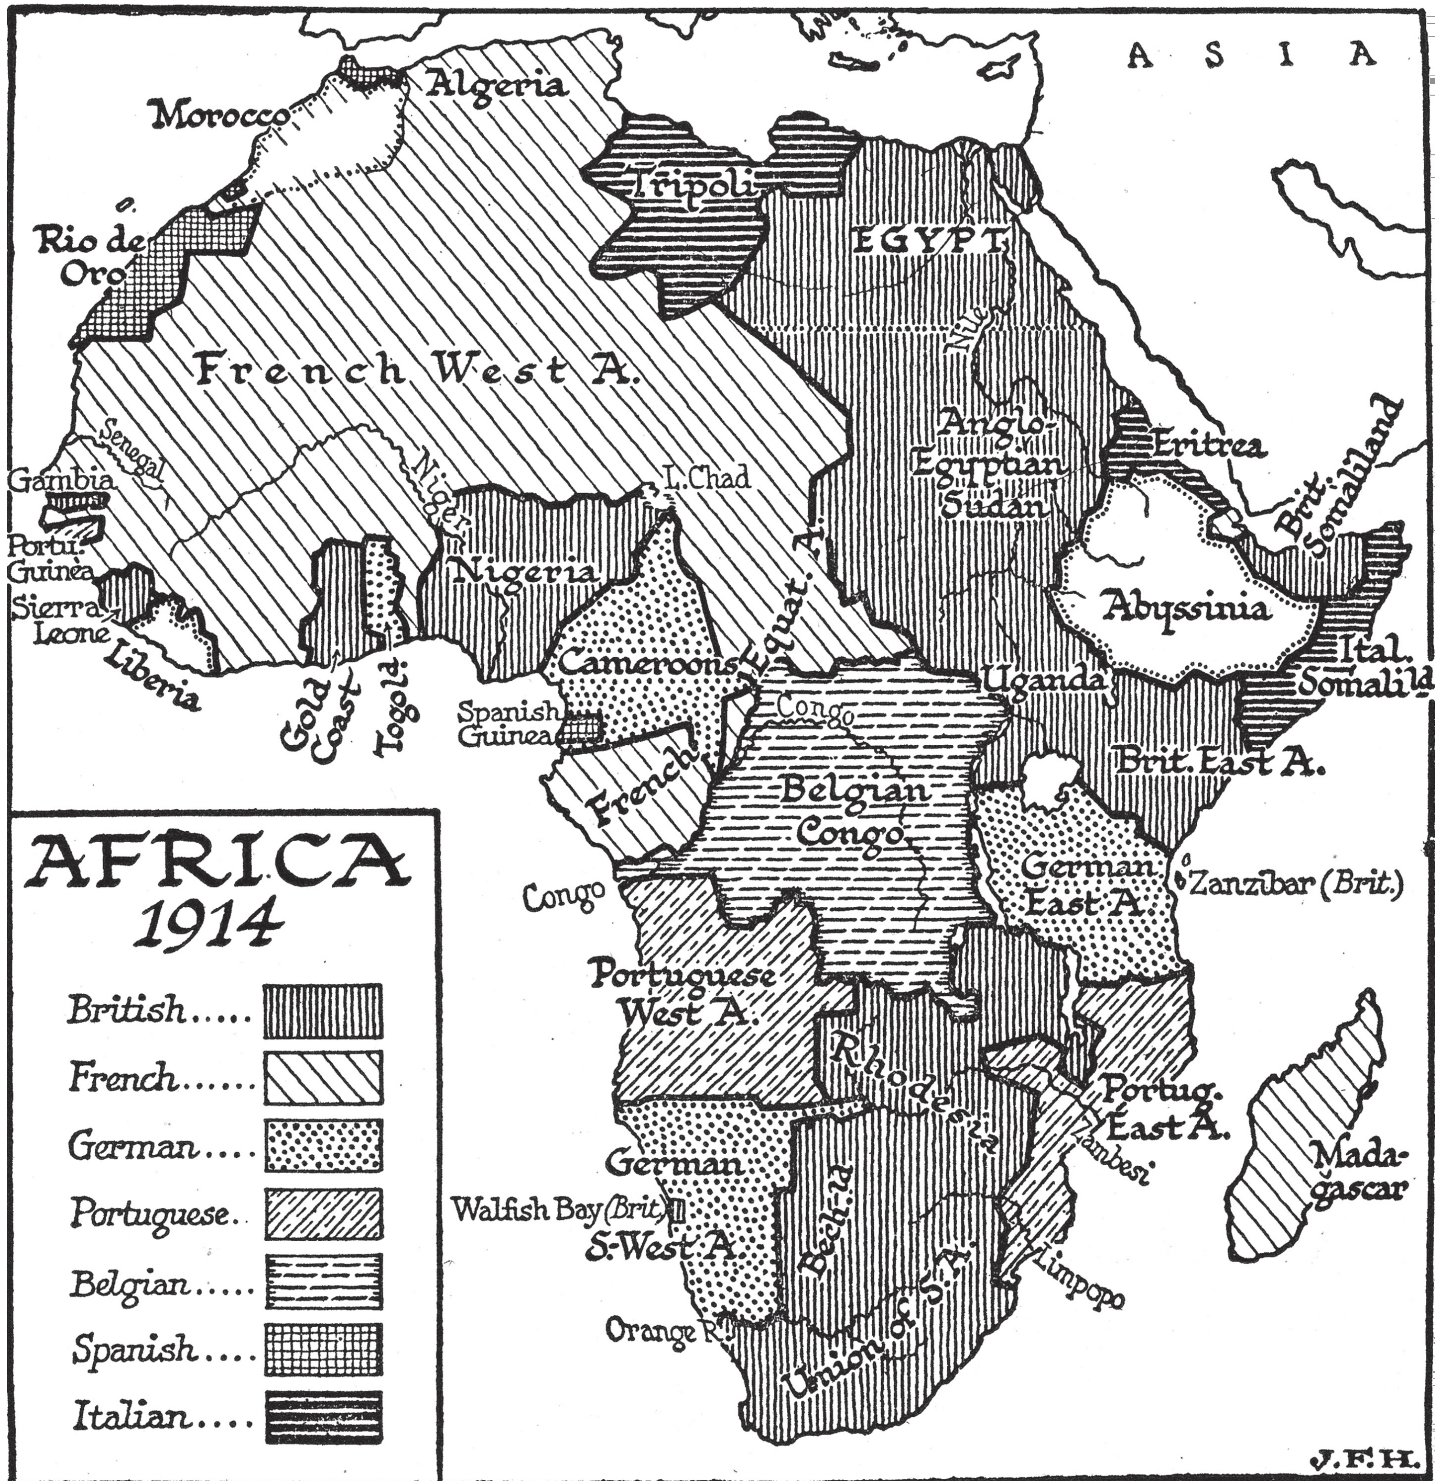 A S I A
Algeria
Morocco
Tripoli
Rio de
Oro
EGYPT
Nile
French West A.
Senegal
Niger
L. Chad
Gambia
Portu.
Guinea
Sierra
Leone
Liberia
Gold
Coast
Togold.
Nigeria
Cameroons
Spanish
Guinea
French
Equat. A.
Anglo-
Egyptian
Sudan
Eritrea
Brit.
Somaliland
Abyssinia
Ital.
Somalild
Uganda
Brit. East A.
Congo
Belgian
Congo
German
East A.
Zanzibar (Brit.)
Congo
Portuguese
West A.
Rhodesia
Portug.
East A.
Zambesi
Mada-
gascar
German
Walfish Bay (Brit.)
S-West A.
Bech-ld
Limpopo
Orange R.
Union of S A.
AFRICA
1914
British.....
French......
German....
Portuguese..
Belgian.....
Spanish....
Italian....
J.F.H.